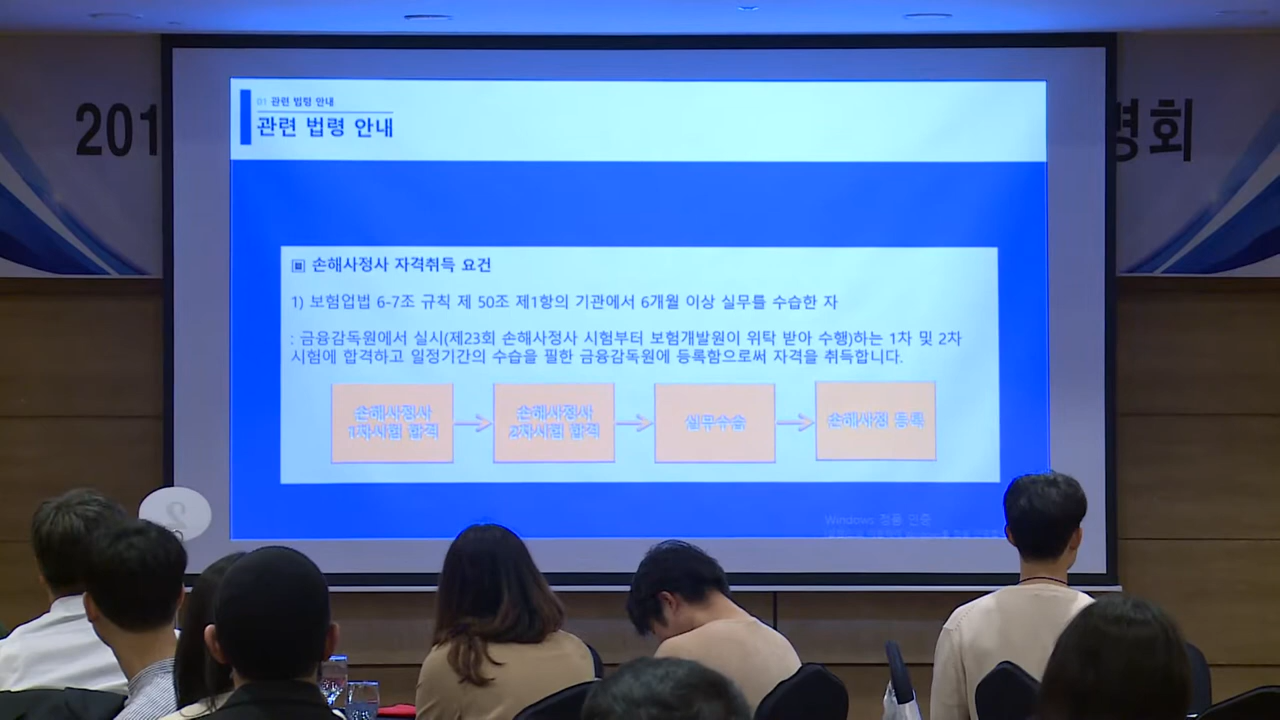 201
명회
01 관련 법령 안내
관련 법령 안내
▣ 손해사정사 자격취득 요건
1) 보험업법 6-7조 규칙 제 50조 제1항의 기관에서 6개월 이상 실무를 수습한 자
: 금융감독원에서 실시(제23회 손해사정사 시험부터 보험개발원이 위탁 받아 수행)하는 1차 및 2차
시험에 합격하고 일정기간의 수습을 필한 금융감독원에 등록함으로써 자격을 취득합니다.
손해사정사
1차시험 합격
손해사정사
2차시험 합격
실무수습
손해사정 등록
Windows 정품 인증
2